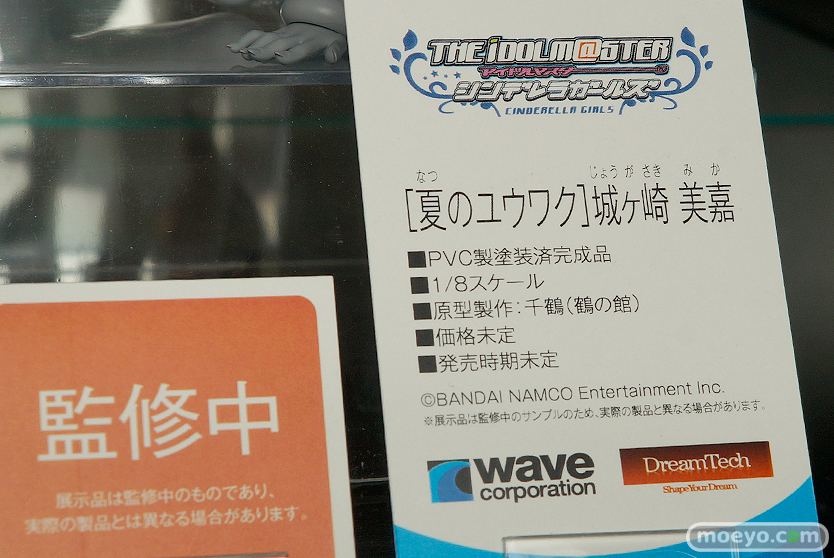 THE iDOLM@STER
アイドルマスター
シンデレラガールズ
CINDERELLA GIRLS
なつ じょうがさき みか
[夏のユウワク]城ヶ崎 美嘉
■PVC製塗装済完成品
■1/8スケール
■原型製作:千鶴(鶴の館)
■価格未定
■発売時期未定
©BANDAI NAMCO Entertainment Inc.
※展示品は監修中のサンプルのため、実際の製品と異なる場合があります。
wave
corporation
DreamTech
Shape Your Dream
監修中
展示品は監修中のものであり、
実際の製品とは異なる場合があります。
moeyo.com